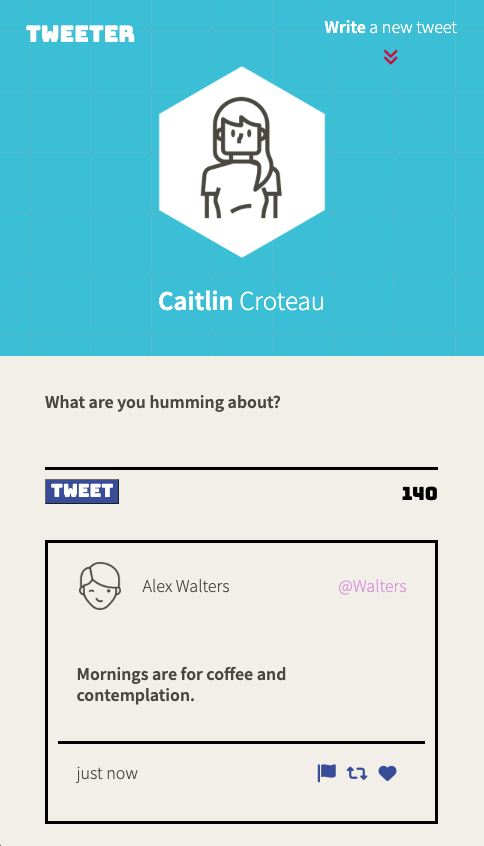 TWEETER
Write a new tweet
Caitlin Croteau
What are you humming about?
TWEET
140
Alex Walters
@Walters
Mornings are for coffee and
contemplation.
just now